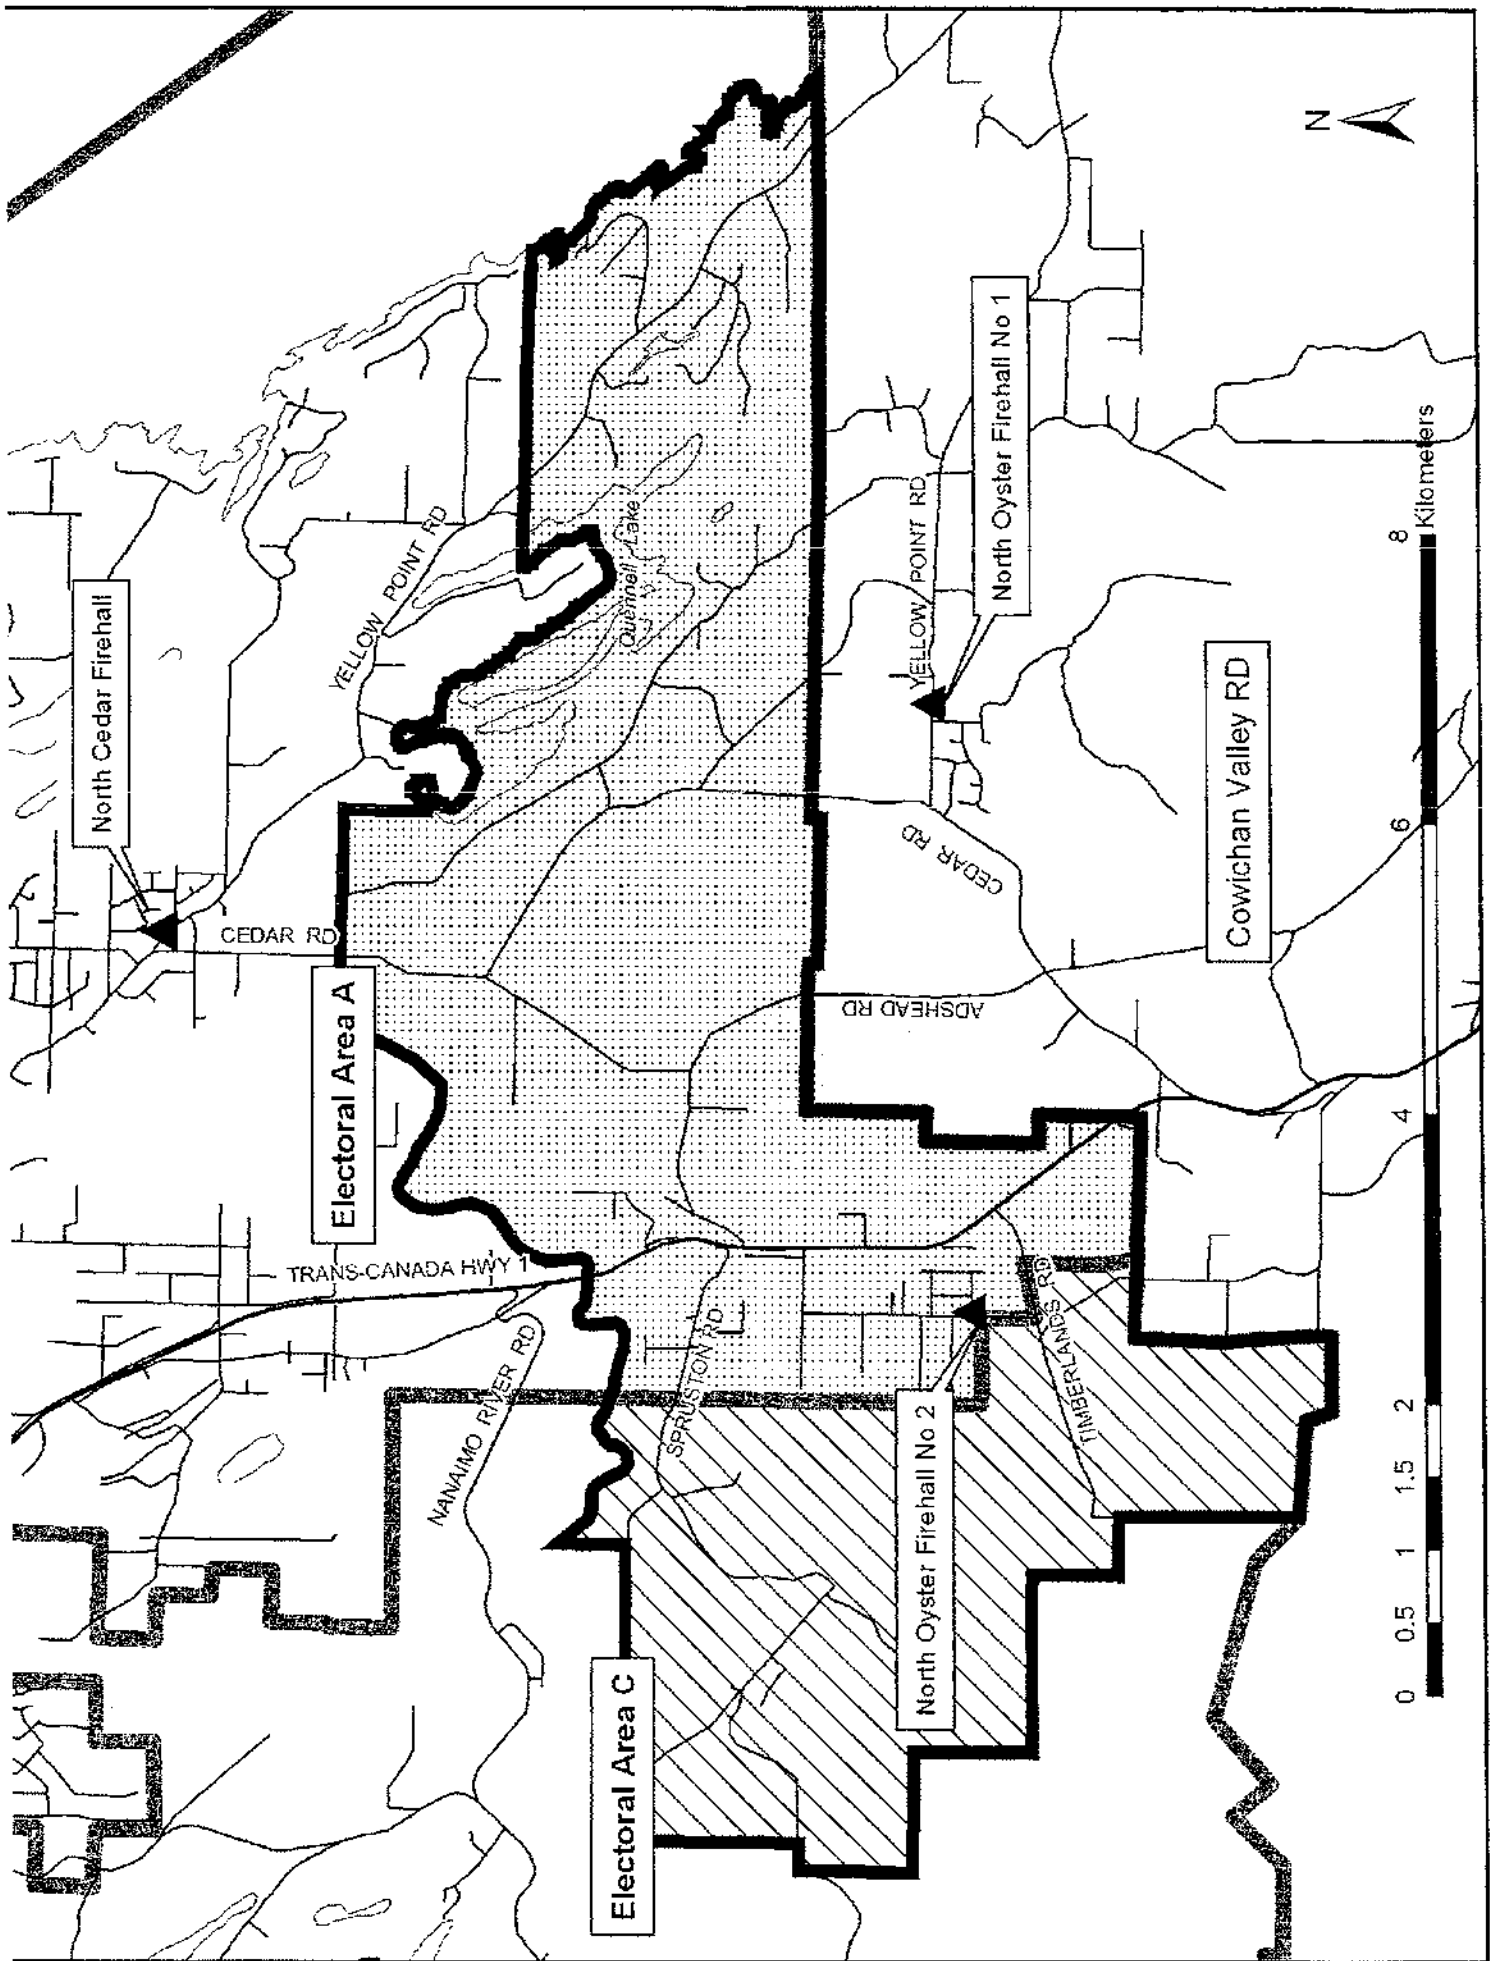 North Cedar Firehall
YELLOW POINT RD
CEDAR RD
Electoral Area A
Quennell Lake
TRANS-CANADA HWY 1
NANAIMO RIVER RD
SPRUSTON RD
Electoral Area C
YELLOW POINT RD
North Oyster Firehall No 1
CEDAR RD
ADSHEAD RD
TIMBERLANDS RD
North Oyster Firehall No 2
Cowichan Valley RD
N
0 0.5 1 1.5 2 4 6 8
Kilometers